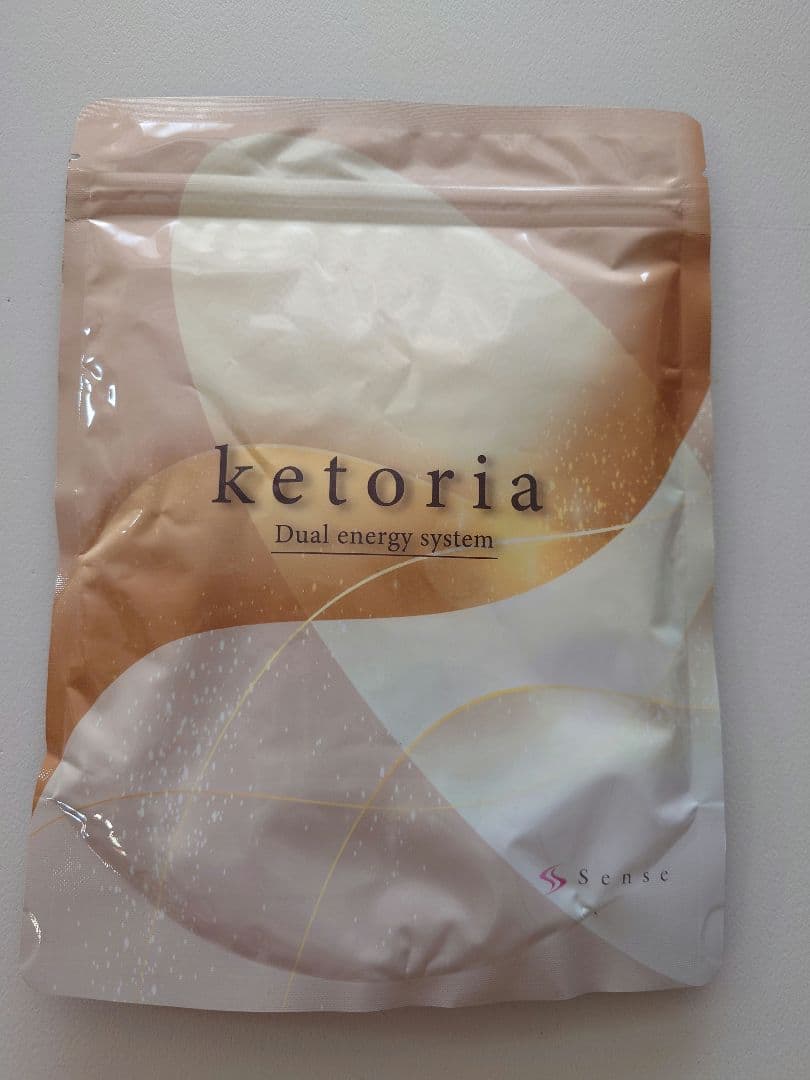 ketoria
Dual energy system
Sense